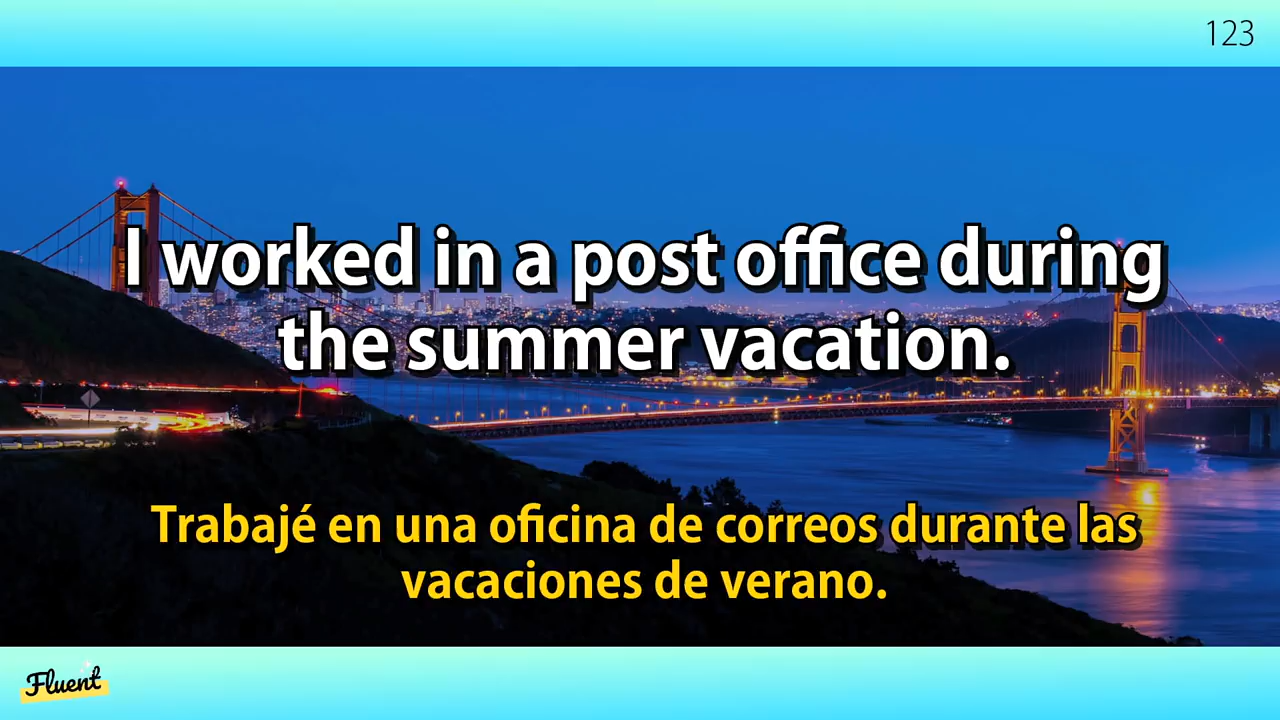 123
I worked in a post office during
the summer vacation.
Trabajé en una oficina de correos durante las
vacaciones de verano.
Fluent